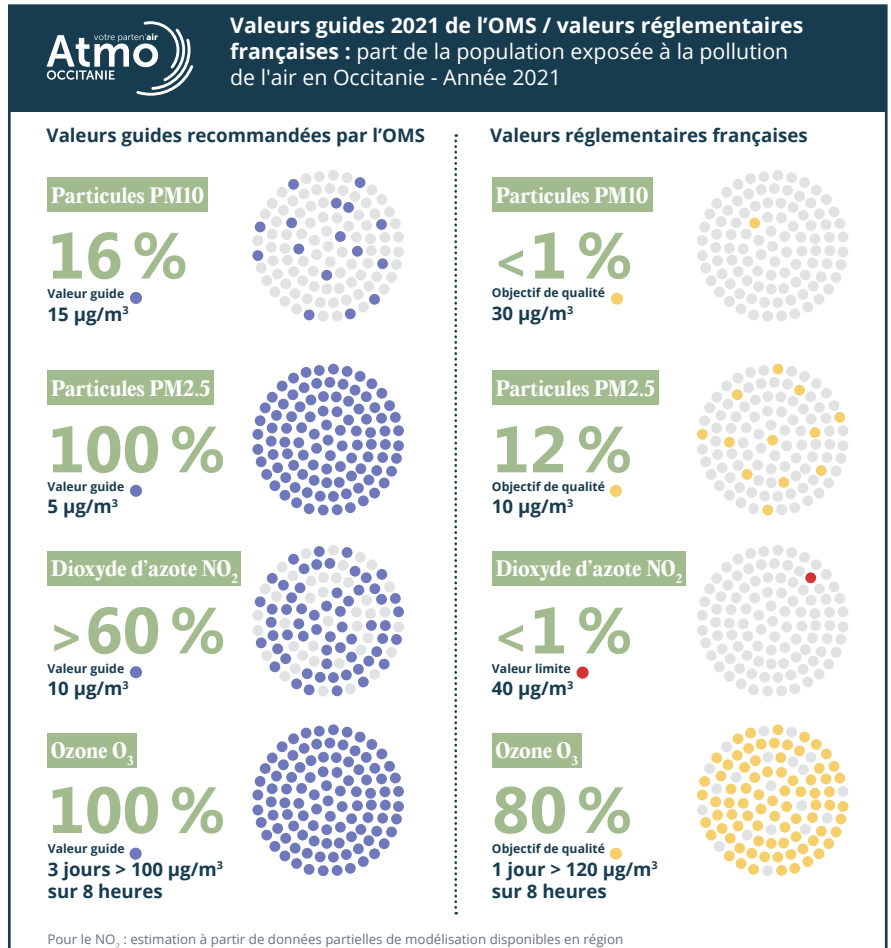 votre parten'air
Atmo
OCCITANIE
Valeurs guides 2021 de l’OMS / valeurs réglementaires
françaises : part de la population exposée à la pollution
de l'air en Occitanie - Année 2021
Valeurs guides recommandées par l’OMS
Particules PM10
16 %
Valeur guide
15 µg/m³
Particules PM2.5
100 %
Valeur guide
5 µg/m³
Dioxyde d’azote NO₂
>60 %
Valeur guide
10 µg/m³
Ozone O₃
100 %
Valeur guide
3 jours > 100 µg/m³
sur 8 heures
Valeurs réglementaires françaises
Particules PM10
<1 %
Objectif de qualité
30 µg/m³
Particules PM2.5
12 %
Objectif de qualité
10 µg/m³
Dioxyde d’azote NO₂
<1 %
Valeur limite
40 µg/m³
Ozone O₃
80 %
Objectif de qualité
1 jour > 120 µg/m³
sur 8 heures
Pour le NO₂ : estimation à partir de données partielles de modélisation disponibles en région